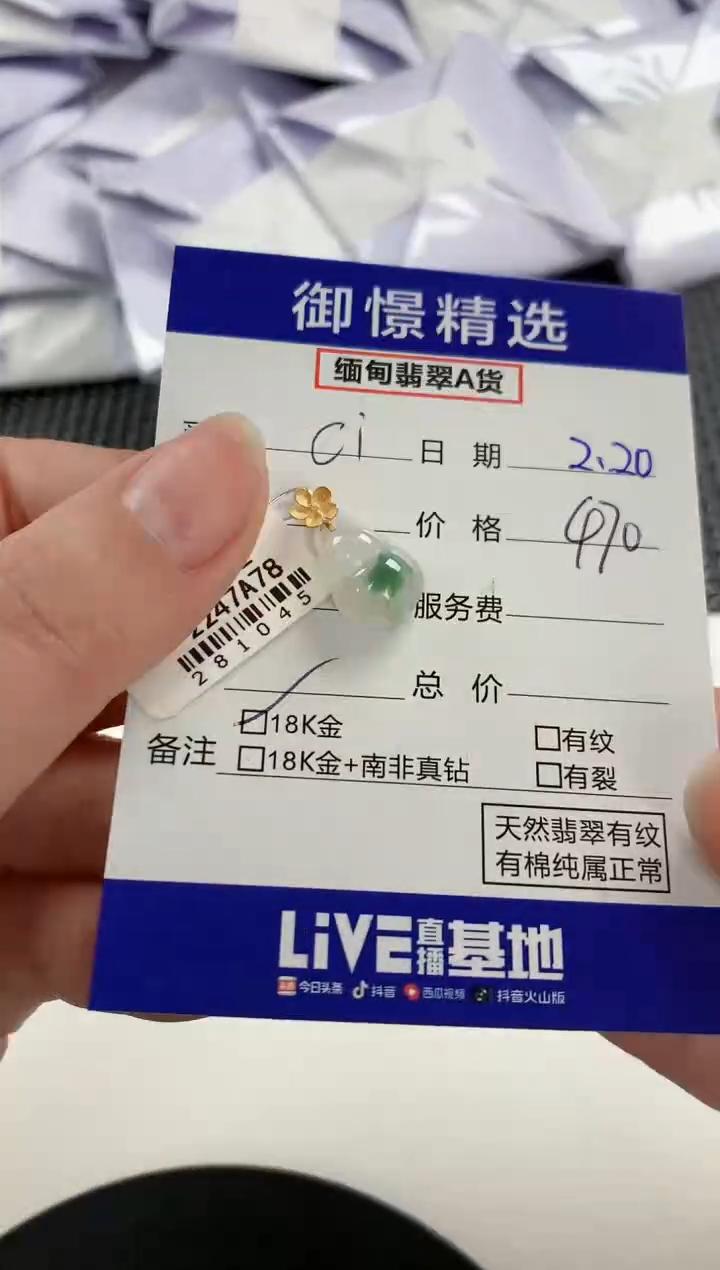 御憬精选
缅甸翡翠A货
ci 日期 2.20
价格 470
2247A78
281045
服务费
总价
备注 18K金 有纹
18K金+南非真钻 有裂
天然翡翠有纹
有棉纯属正常
LiVE直播基地
今日头条 抖音 西瓜视频 抖音火山版